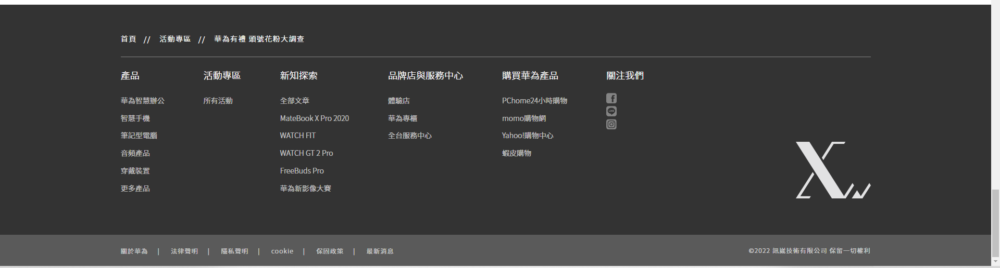 首頁 // 活動專區 // 華為有禮 頭號花粉大調查
產品
華為智慧辦公
智慧手機
筆記型電腦
音頻產品
穿戴裝置
更多產品
活動專區
所有活動
新知探索
全部文章
MateBook X Pro 2020
WATCH FIT
WATCH GT 2 Pro
FreeBuds Pro
華為新影像大賽
品牌店與服務中心
體驗店
華為專櫃
全台服務中心
購買華為產品
PChome24小時購物
momo購物網
Yahoo!購物中心
蝦皮購物
關注我們
LINE
關於華為 | 法律聲明 | 隱私聲明 | cookie | 保固政策 | 最新消息
©2022 訊崴技術有限公司 保留一切權利